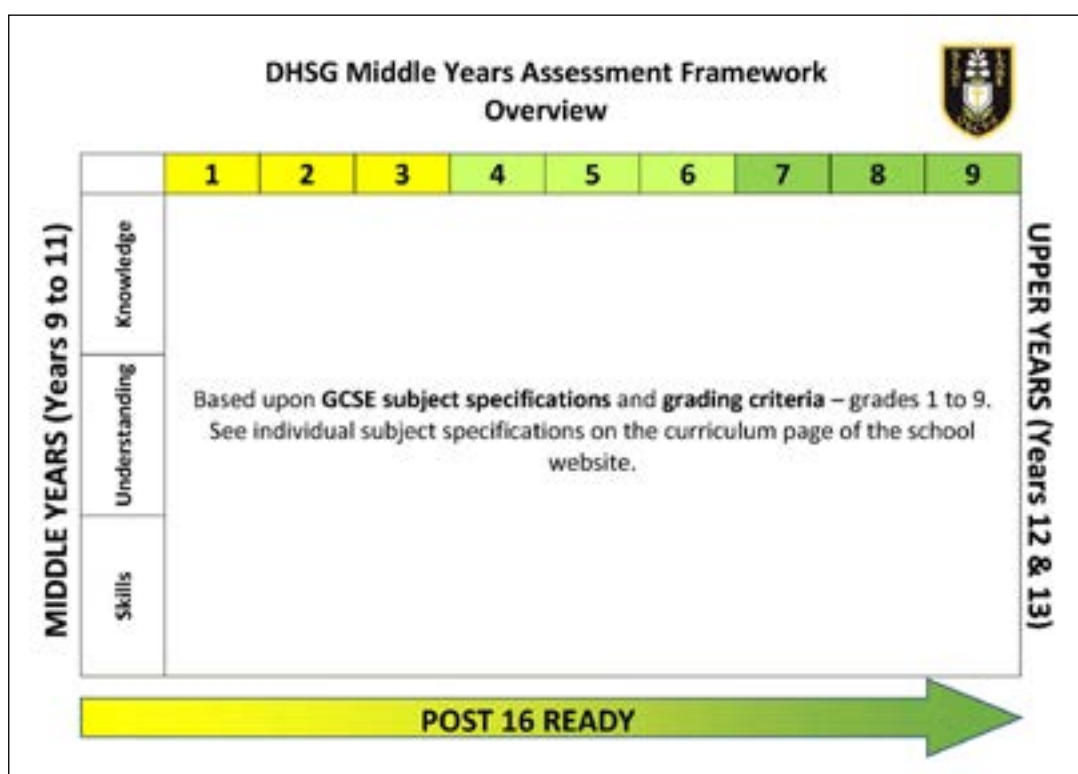 DHSG Middle Years Assessment Framework
Overview
1 2 3 4 5 6 7 8 9
MIDDLE YEARS (Years 9 to 11)
Knowledge
Understanding
Skills
Based upon GCSE subject specifications and grading criteria – grades 1 to 9.
See individual subject specifications on the curriculum page of the school
website.
UPPER YEARS (Years 12 & 13)
POST 16 READY